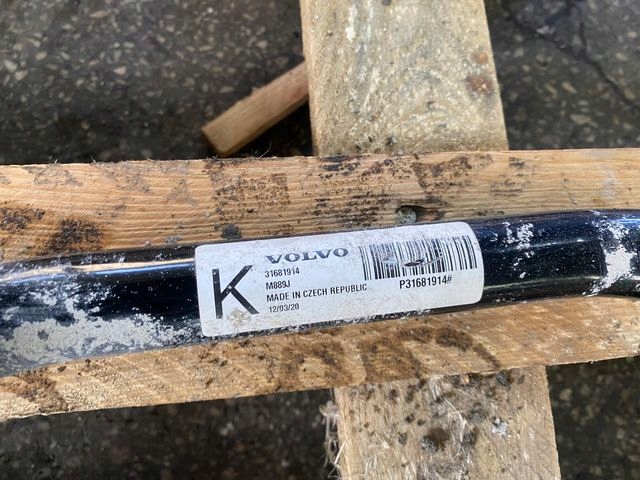 K
VOLVO
31681914
M889J
MADE IN CZECH REPUBLIC
12/03/20
P31681914#